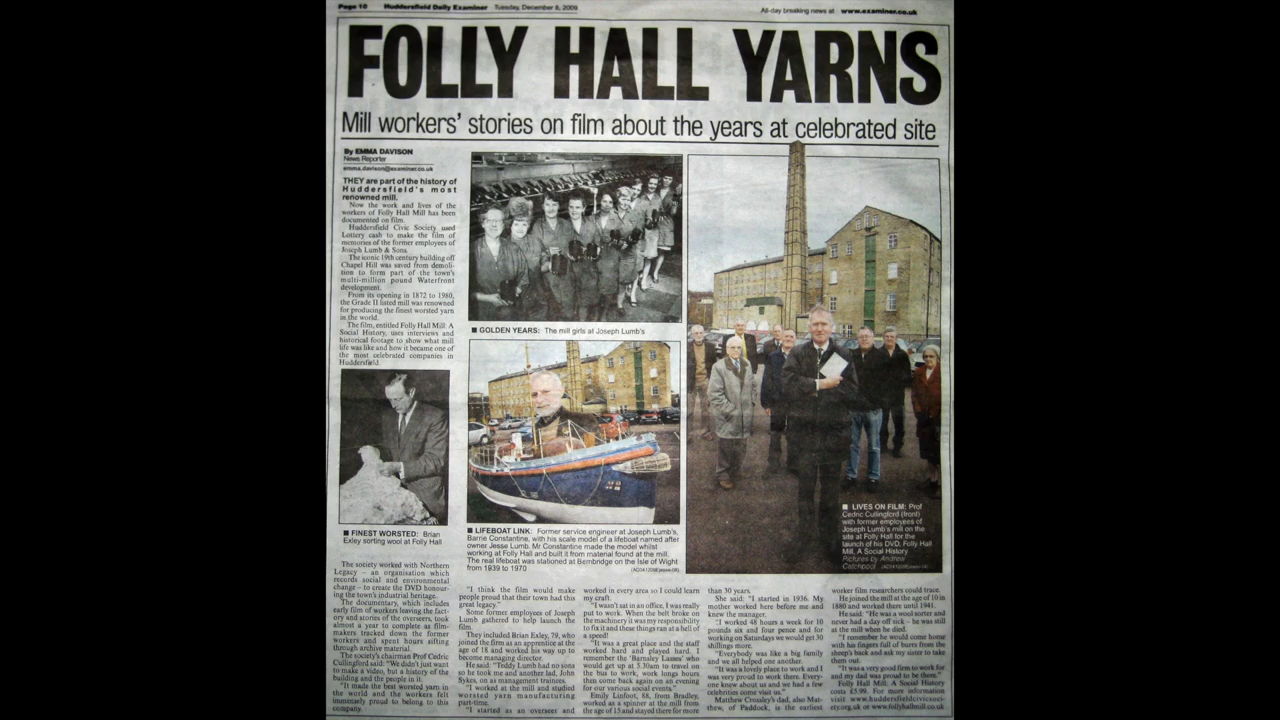 Page 10 Huddersfield Daily Examiner Tuesday, December 8, 2009
All-day breaking news at www.examiner.co.uk
FOLLY HALL YARNS
Mill workers' stories on film about the years at celebrated site
By EMMA DAVISON
News Reporter
emma.davison@examiner.co.uk
THEY are part of the history of
Huddersfield's most
renowned mill.
Now the work and lives of the
workers of Folly Hall Mill has been
documented on film.
Huddersfield Civic Society used
Lottery cash to make the film of
memories of the former employees of
Joseph Lumb & Sons.
The iconic 19th century building off
Chapel Hill was saved from demoli-
tion to form part of the town's
multi-million pound Waterfront
development.
From its opening in 1872 to 1980,
the Grade II listed mill was renowned
for producing the finest worsted yarn
in the world.
The film, entitled Folly Hall Mill: A
Social History, uses interviews and
historical footage to show what mill
life was like and how it became one of
the most celebrated companies in
Huddersfield.
■ FINEST WORSTED: Brian
Exley sorting wool at Folly Hall
The society worked with Northern
Legacy – an organisation which
records social and environmental
change – to create the DVD honour-
ing the town's industrial heritage.
The documentary, which includes
early film of workers leaving the fact-
ory and stories of the overseers, took
almost a year to complete as film-
makers tracked down the former
workers and spent hours sifting
through archive material.
The society's chairman Prof Cedric
Cullingford said: "We didn't just want
to make a video, but a history of the
building and the people in it.
"It made the best worsted yarn in
the world and the workers felt
immensely proud to belong to this
company.
■ GOLDEN YEARS: The mill girls at Joseph Lumb's
■ LIFEBOAT LINK: Former service engineer at Joseph Lumb's,
Barrie Constantine, with his scale model of a lifeboat named after
owner Jesse Lumb. Mr Constantine made the model whilst
working at Folly Hall and built it from material found at the mill.
The real lifeboat was stationed at Bembridge on the Isle of Wight
from 1939 to 1970
■ LIVES ON FILM: Prof
Cedric Cullingford (front)
with former employees of
Joseph Lumb's mill on the
site at Folly Hall for the
launch of his DVD, Folly Hall
Mill, A Social History
Pictures by Andrew
Catchpool
"I think the film would make
people proud that their town had this
great legacy."
Some former employees of Joseph
Lumb gathered to help launch the
film.
They included Brian Exley, 79, who
joined the firm as an apprentice at the
age of 18 and worked his way up to
become managing director.
He said: "Teddy Lumb had no sons
so he took me and another lad, John
Sykes, on as management trainees.
"I worked at the mill and studied
worsted yarn manufacturing
part-time.
"I started as an overseer and
worked in every area so I could learn
my craft.
"I wasn't sat in an office, I was really
put to work. When the belt broke on
the machinery it was my responsibility
to fix it and these things ran at a hell of
a speed!
"It was a great place and the staff
worked hard and played hard. I
remember the 'Barnsley Lasses' who
would get up at 5.30am to travel on
the bus to work, work long hours
then come back again on an evening
for our various social events."
Emily Lunfoot, 88, from Bradley,
worked as a spinner at the mill from
the age of 15 and stayed there for more
than 30 years.
She said: "I started in 1936. My
mother worked here before me and
knew the manager.
"I worked 48 hours a week for 10
pounds six and four pence and for
working on Saturdays we would get 30
shillings more.
"Everybody was like a big family
and we all helped one another.
"It was a lovely place to work and I
was very proud to work there. Every-
one knew about us and we had a few
celebrities come visit us."
Matthew Crossley's dad, also Mat-
thew, of Paddock, is the earliest
worker film researchers could trace.
He joined the mill at the age of 10 in
1880 and worked there until 1941.
He said: "He was a wool sorter and
never had a day off sick – he was still
at the mill when he died.
"I remember he would come home
with his fingers full of burrs from the
sheep's back and ask my sister to take
them out.
"It was a very good firm to work for
and my dad was proud to be there."
Folly Hall Mill: A Social History
costs £5.99. For more information
visit www.huddersfieldcivicsoci-
ety.org.uk or www.follyhallmill.co.uk